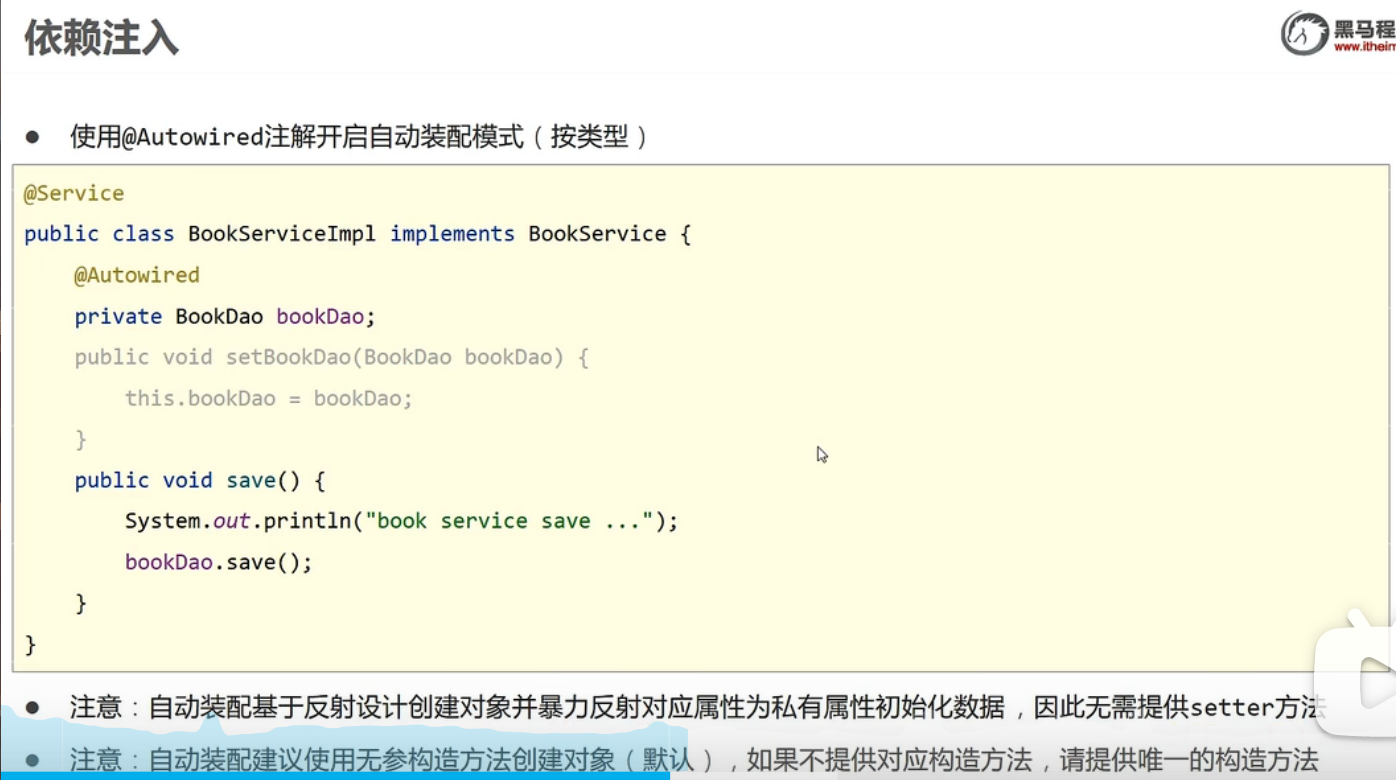 依赖注入
黑马程
www.itheim
● 使用@Autowired注解开启自动装配模式（按类型）
@Service
public class BookServiceImpl implements BookService {
@Autowired
private BookDao bookDao;
public void setBookDao(BookDao bookDao) {
this.bookDao = bookDao;
}
public void save() {
System.out.println("book service save ...");
bookDao.save();
}
}
● 注意：自动装配基于反射设计创建对象并暴力反射对应属性为私有属性初始化数据，因此无需提供setter方法
● 注意：自动装配建议使用无参构造方法创建对象（默认），如果不提供对应构造方法，请提供唯一的构造方法